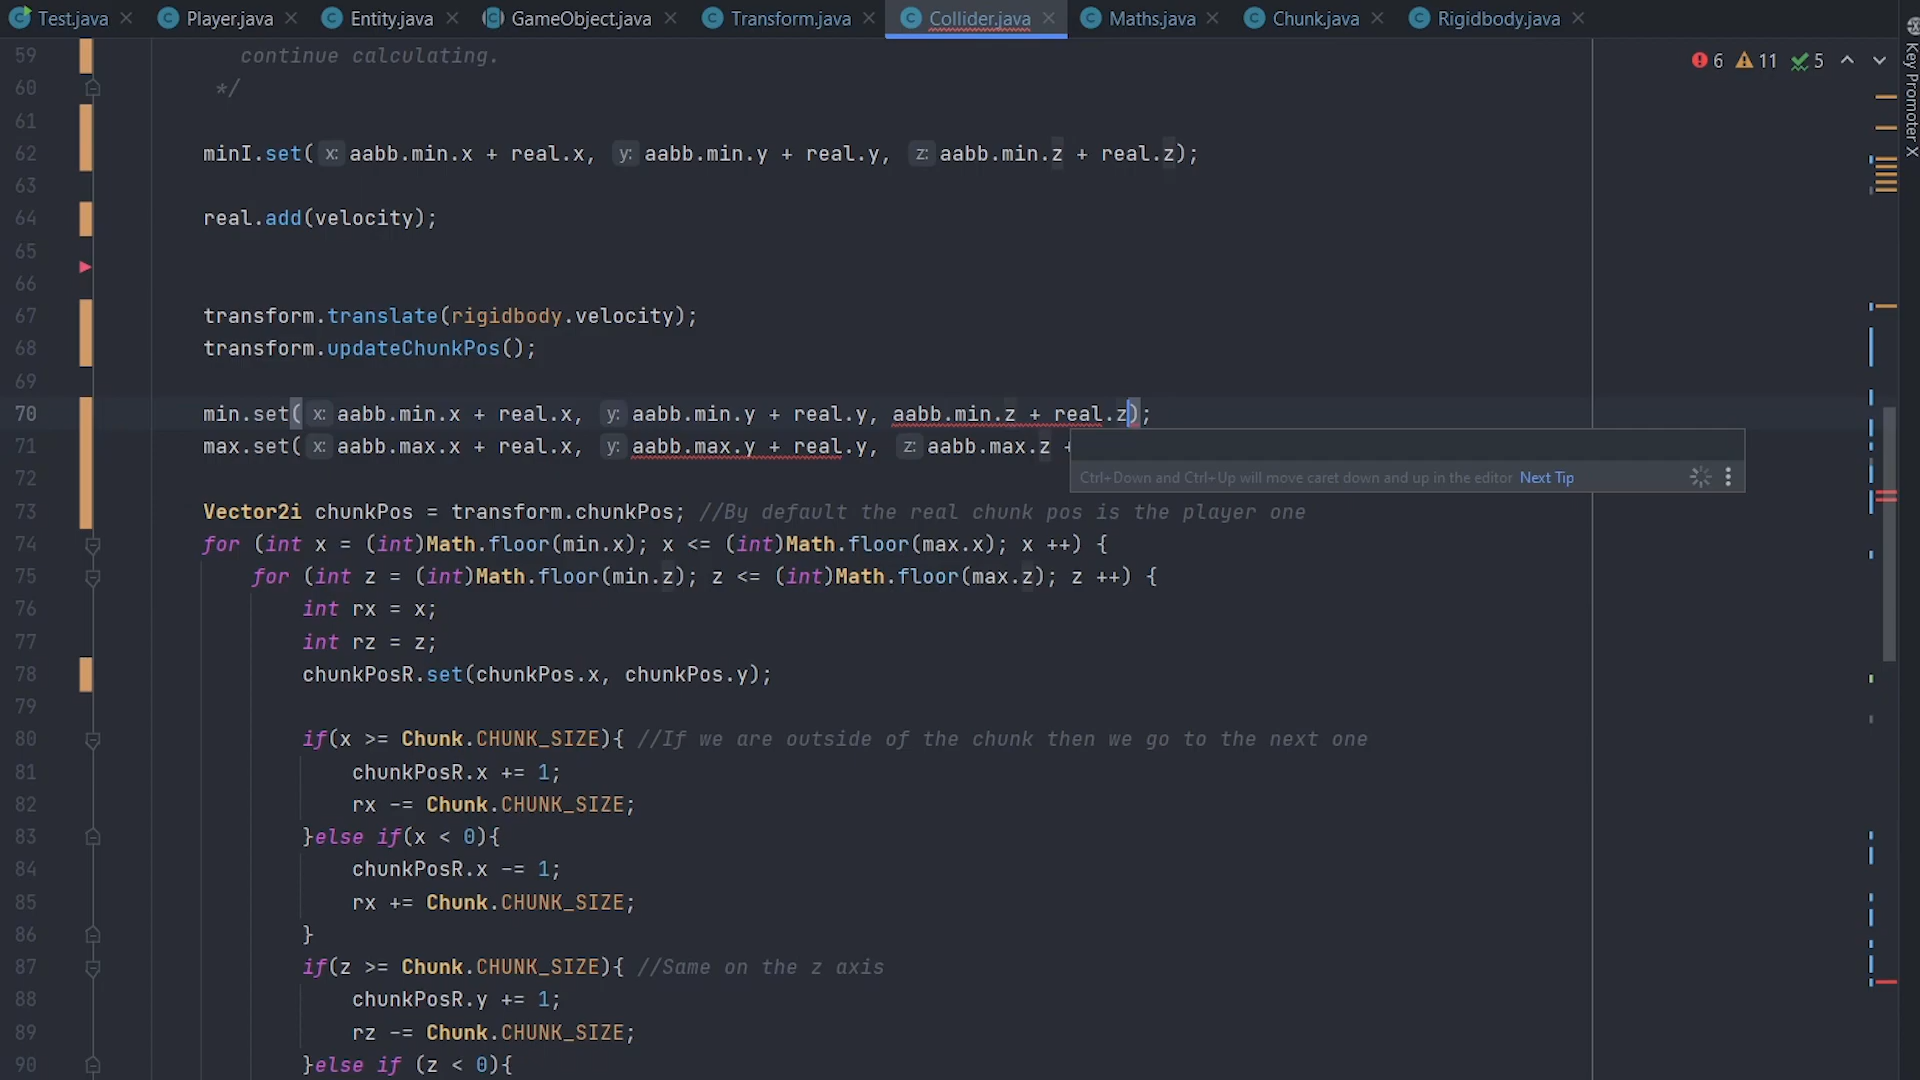 Test.java Player.java Entity.java GameObject.java Transform.java Collider.java Maths.java Chunk.java Rigidbody.java
6 11 5
Key Promoter X
59 continue calculating.
60 */
61
62 minI.set( x: aabb.min.x + real.x, y: aabb.min.y + real.y, z: aabb.min.z + real.z);
63
64 real.add(velocity);
65
66
67 transform.translate(rigidbody.velocity);
68 transform.updateChunkPos();
69
70 min.set( x: aabb.min.x + real.x, y: aabb.min.y + real.y, aabb.min.z + real.z);
71 max.set( x: aabb.max.x + real.x, y: aabb.max.y + real.y, z: aabb.max.z +
Ctrl+Down and Ctrl+Up will move caret down and up in the editor Next Tip
72
73 Vector2i chunkPos = transform.chunkPos; //By default the real chunk pos is the player one
74 for (int x = (int)Math.floor(min.x); x <= (int)Math.floor(max.x); x ++) {
75 for (int z = (int)Math.floor(min.z); z <= (int)Math.floor(max.z); z ++) {
76 int rx = x;
77 int rz = z;
78 chunkPosR.set(chunkPos.x, chunkPos.y);
79
80 if(x >= Chunk.CHUNK_SIZE){ //If we are outside of the chunk then we go to the next one
81 chunkPosR.x += 1;
82 rx -= Chunk.CHUNK_SIZE;
83 }else if(x < 0){
84 chunkPosR.x -= 1;
85 rx += Chunk.CHUNK_SIZE;
86 }
87 if(z >= Chunk.CHUNK_SIZE){ //Same on the z axis
88 chunkPosR.y += 1;
89 rz -= Chunk.CHUNK_SIZE;
90 }else if (z < 0){